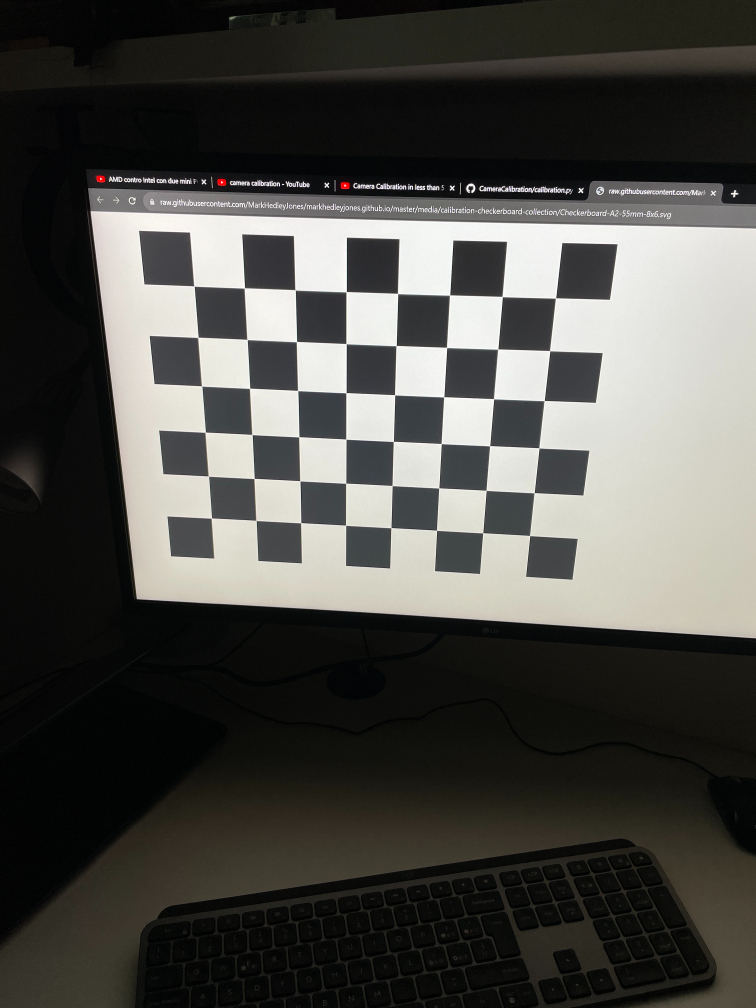 AMD contro Intel con due mini P
camera calibration - YouTube
Camera Calibration in less than 5
CameraCalibration/calibration.py
raw.githubusercontent.com/Mark
raw.githubusercontent.com/MarkHedleyJones/markhedleyjones.github.io/master/media/calibration-checkerboard-collection/Checkerboard-A2-55mm-8x6.svg
LG